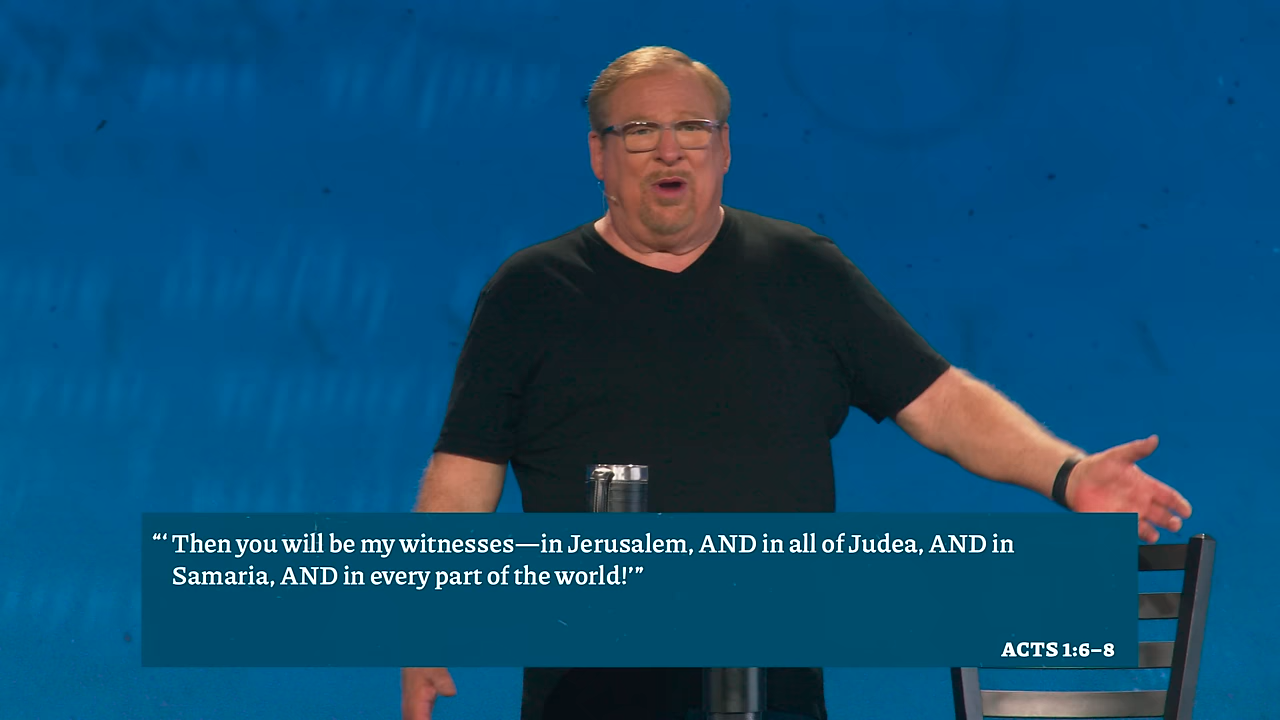 “‘Then you will be my witnesses—in Jerusalem, AND in all of Judea, AND in
Samaria, AND in every part of the world!’”
ACTS 1:6–8